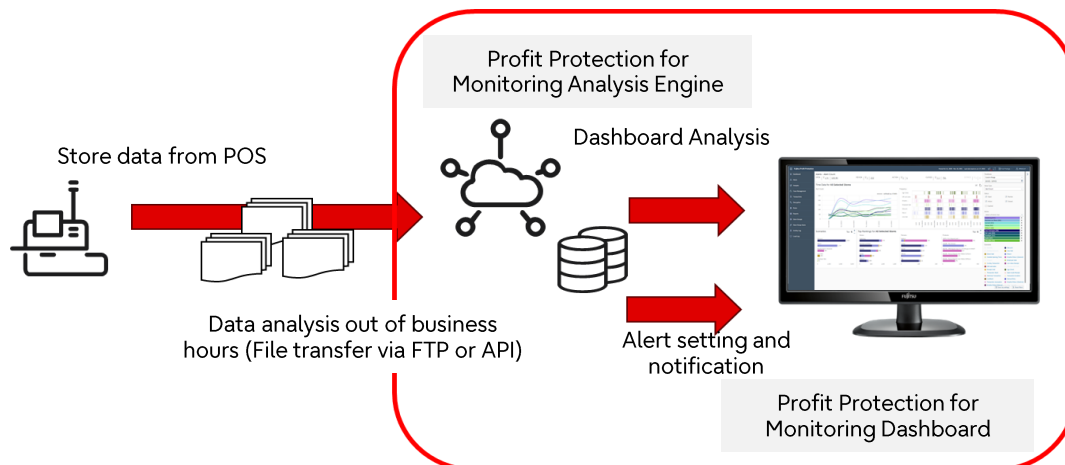 Profit Protection for
Monitoring Analysis Engine
Store data from POS
Dashboard Analysis
Data analysis out of business
hours (File transfer via FTP or API)
Alert setting and
notification
FUJITSU
Profit Protection for
Monitoring Dashboard